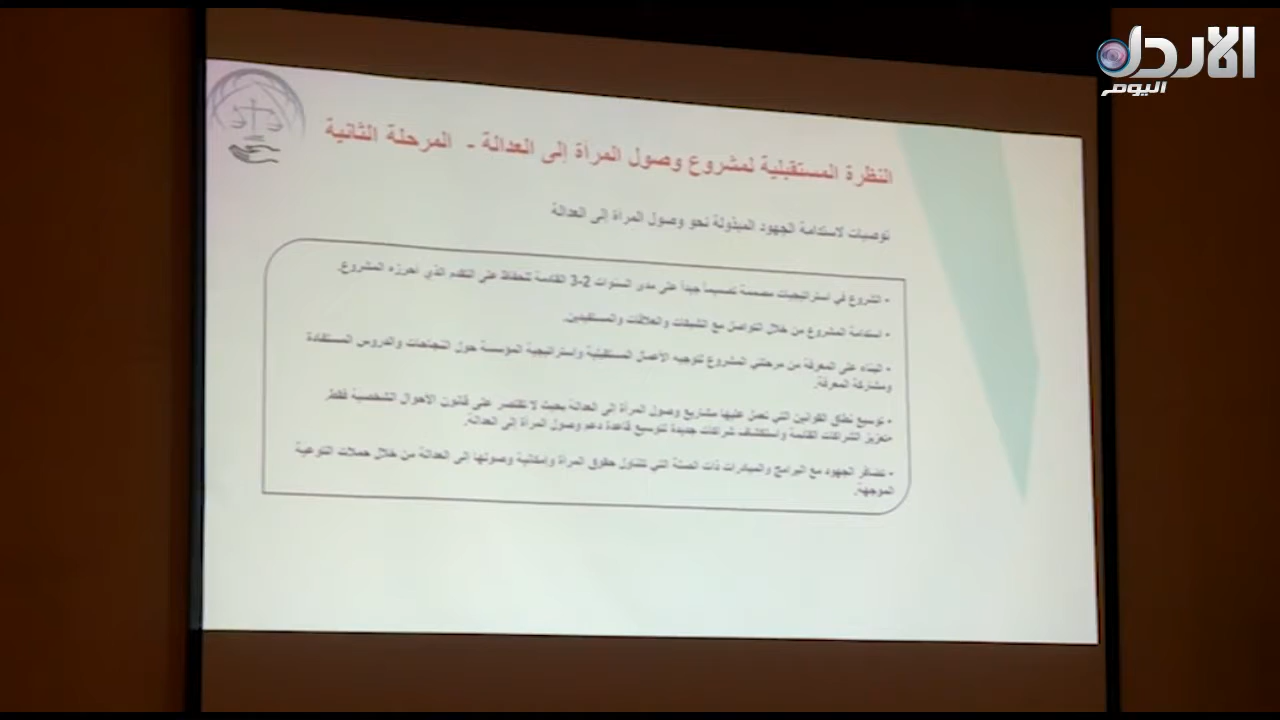 الاردن
اليوم
النظرة المستقبلية لمشروع وصول المرأة إلى العدالة - المرحلة الثانية
توصيات لاستدامة الجهود المبذولة نحو وصول المرأة إلى العدالة
• الشروع في استراتيجيات مصممة تصميماً جيداً على مدى السنوات 2-3 القادمة للحفاظ على التقدم الذي أحرزه المشروع.
• استدامة المشروع من خلال التواصل مع الشبكات والعلاقات والمستفيدين.
• البناء على المعرفة من مرحلتي المشروع لتوجيه الأعمال المستقبلية واستراتيجية المؤسسة حول النجاحات والدروس المستفادة
ومشاركة المعرفة.
• توسيع نطاق القوانين التي تعمل عليها مشاريع وصول المرأة إلى العدالة بحيث لا تقتصر على قانون الاحوال الشخصية فقط
•تعزيز الشراكات القائمة واستكشاف شراكات جديدة لتوسيع قاعدة دعم وصول المرأة إلى العدالة.
• تضافر الجهود مع البرامج والمبادرات ذات الصلة التي تتناول حقوق المرأة وإمكانية وصولها إلى العدالة من خلال حملات التوعية
الموجهة.